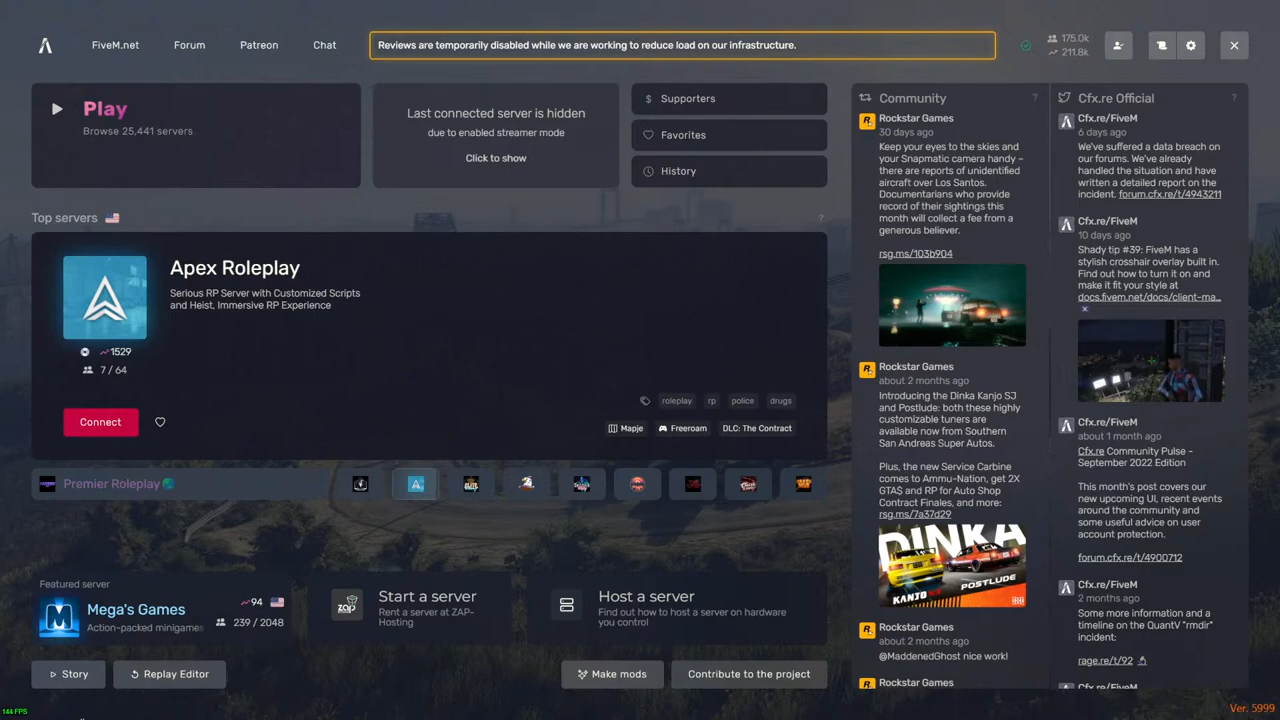 FiveM.net
Forum
Patreon
Chat
Reviews are temporarily disabled while we are working to reduce load on our infrastructure.
175.0k
211.8k
Play
Browse 25,441 servers
Last connected server is hidden
due to enabled streamer mode
Click to show
Supporters
Favorites
History
Top servers
?
Apex Roleplay
Serious RP Server with Customized Scripts
and Heist, Immersive RP Experience
1529
7 / 64
Connect
roleplay
rp
police
drugs
Mapje
Freeroam
DLC: The Contract
Premier Roleplay
Featured server
Mega's Games
Action-packed minigames
94
239 / 2048
ZAP
Start a server
Rent a server at ZAP-
Hosting
Host a server
Find out how to host a server on hardware
you control
Story
Replay Editor
Make mods
Contribute to the project
Community
?
Rockstar Games
30 days ago
Keep your eyes to the skies and
your Snapmatic camera handy –
there are reports of unidentified
aircraft over Los Santos.
Documentarians who provide
record of their sightings this
month will collect a fee from a
generous believer.
rsg.ms/103b904
Rockstar Games
about 2 months ago
Introducing the Dinka Kanjo SJ
and Postlude: both these highly
customizable tuners are
available now from Southern
San Andreas Super Autos.
Plus, the new Service Carbine
comes to Ammu-Nation, get 2X
GTA$ and RP for Auto Shop
Contract Finales, and more:
rsg.ms/7a37d29
DINKA
KANJO SJ
POSTLUDE
Rockstar Games
about 2 months ago
@MaddenedGhost nice work!
Rockstar Games
Cfx.re Official
?
Cfx.re/FiveM
6 days ago
We've suffered a data breach on
our forums. We've already
handled the situation and have
written a detailed report on the
incident. forum.cfx.re/t/4943211
Cfx.re/FiveM
10 days ago
Shady tip #39: FiveM has a
stylish crosshair overlay built in.
Find out how to turn it on and
make it fit your style at
docs.fivem.net/docs/client-ma…
Cfx.re/FiveM
about 1 month ago
Cfx.re Community Pulse –
September 2022 Edition
This month's post covers our
new upcoming UI, recent events
around the community and
some useful advice on user
account protection.
forum.cfx.re/t/4900712
Cfx.re/FiveM
2 months ago
Some more information and a
timeline on the QuantV "rmdir"
incident:
rage.re/t/92
Cfx.re/FiveM
144 FPS
Ver. 5999